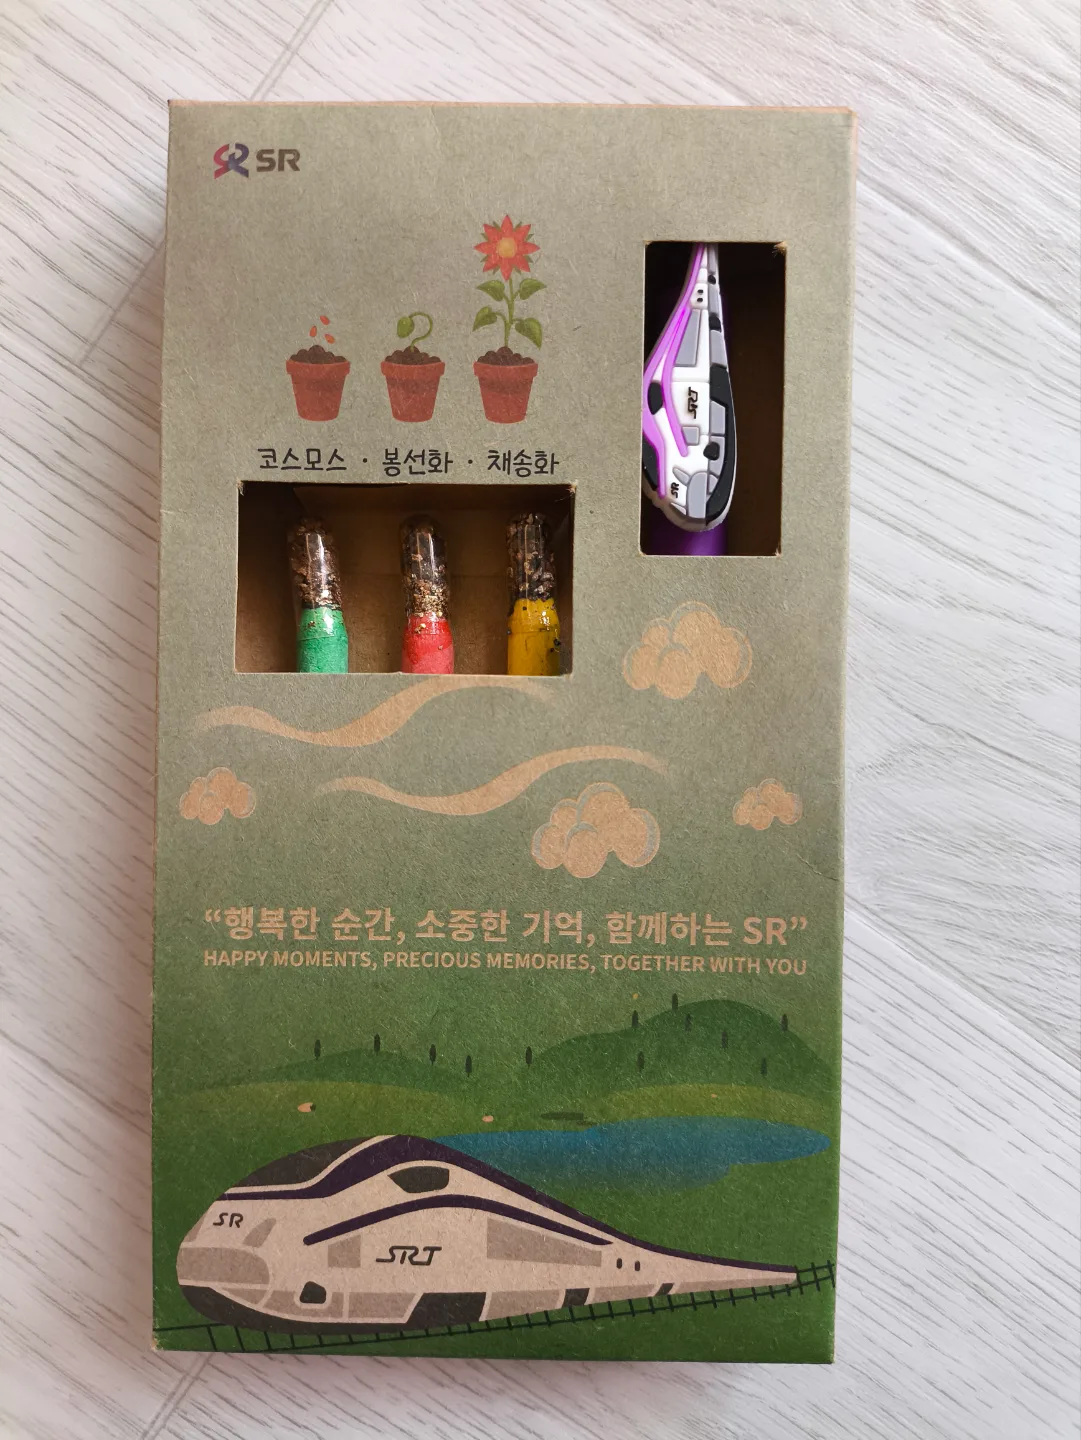 SR
코스모스 · 봉선화 · 채송화
SRT
SR
“행복한 순간, 소중한 기억, 함께하는 SR”
HAPPY MOMENTS, PRECIOUS MEMORIES, TOGETHER WITH YOU
SR
SRT